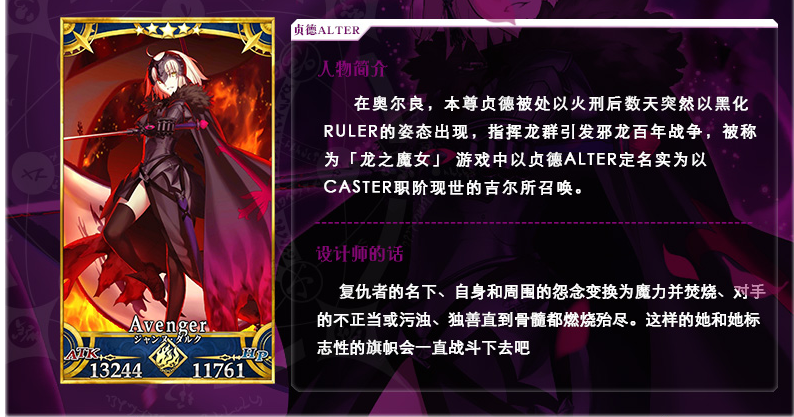 贞德ALTER
人物简介
在奥尔良，本尊贞德被处以火刑后数天突然以黑化
RULER的姿态出现，指挥龙群引发邪龙百年战争，被称
为「龙之魔女」 游戏中以贞德ALTER定名实为以
CASTER职阶现世的吉尔所召唤。
设计师的话
复仇者的名下、自身和周围的怨念变换为魔力并焚烧、对手
的不正当或污浊、独善直到骨髓都燃烧殆尽。这样的她和她标
志性的旗帜会一直战斗下去吧
Avenger
ジャンヌ・ダルク
ATK
HP
13244
11761